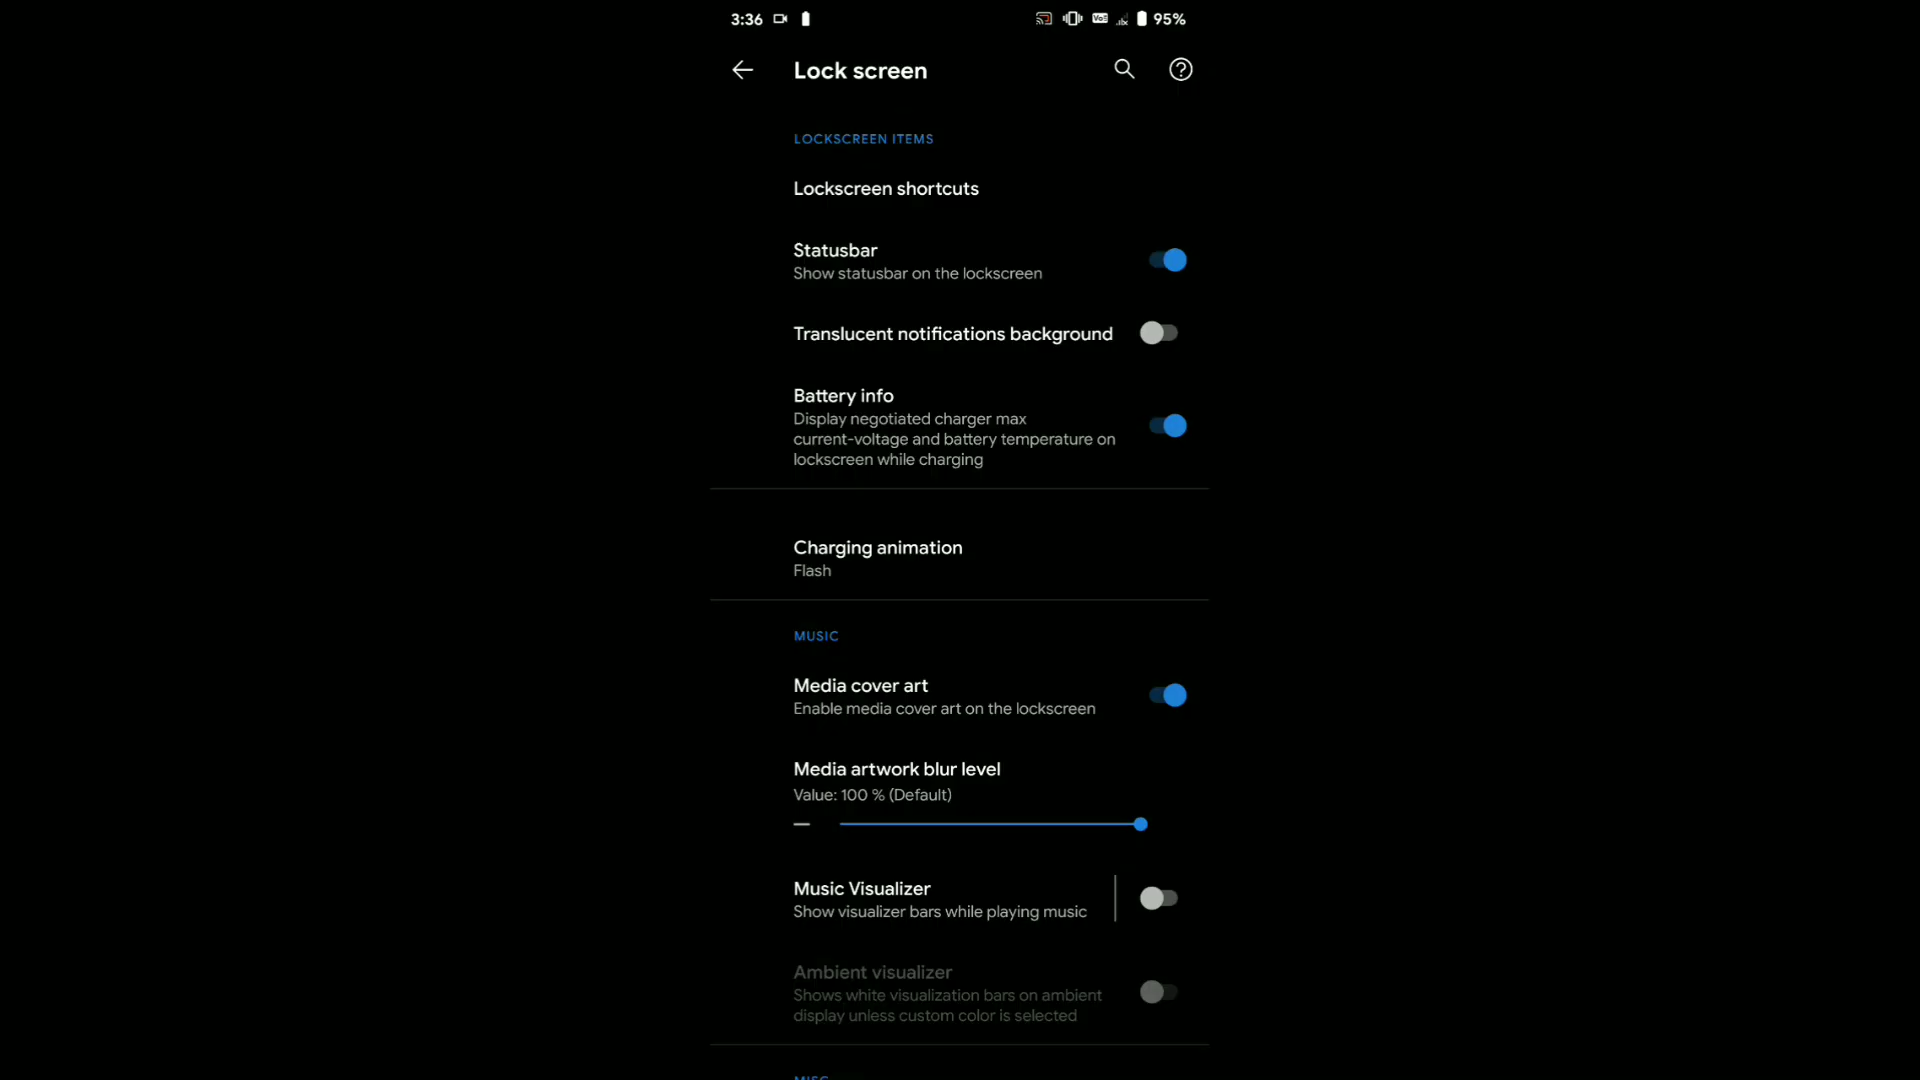 3:36
95%
Lock screen
LOCKSCREEN ITEMS
Lockscreen shortcuts
Statusbar
Show statusbar on the lockscreen
Translucent notifications background
Battery info
Display negotiated charger max
current-voltage and battery temperature on
lockscreen while charging
Charging animation
Flash
MUSIC
Media cover art
Enable media cover art on the lockscreen
Media artwork blur level
Value: 100 % (Default)
Music Visualizer
Show visualizer bars while playing music
Ambient visualizer
Shows white visualization bars on ambient
display unless custom color is selected
MISC